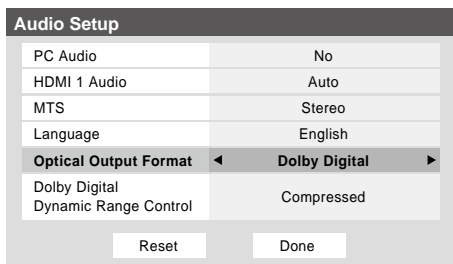 Audio Setup
PC Audio No
HDMI 1 Audio Auto
MTS Stereo
Language English
Optical Output Format Dolby Digital
Dolby Digital
Dynamic Range Control Compressed
Reset Done